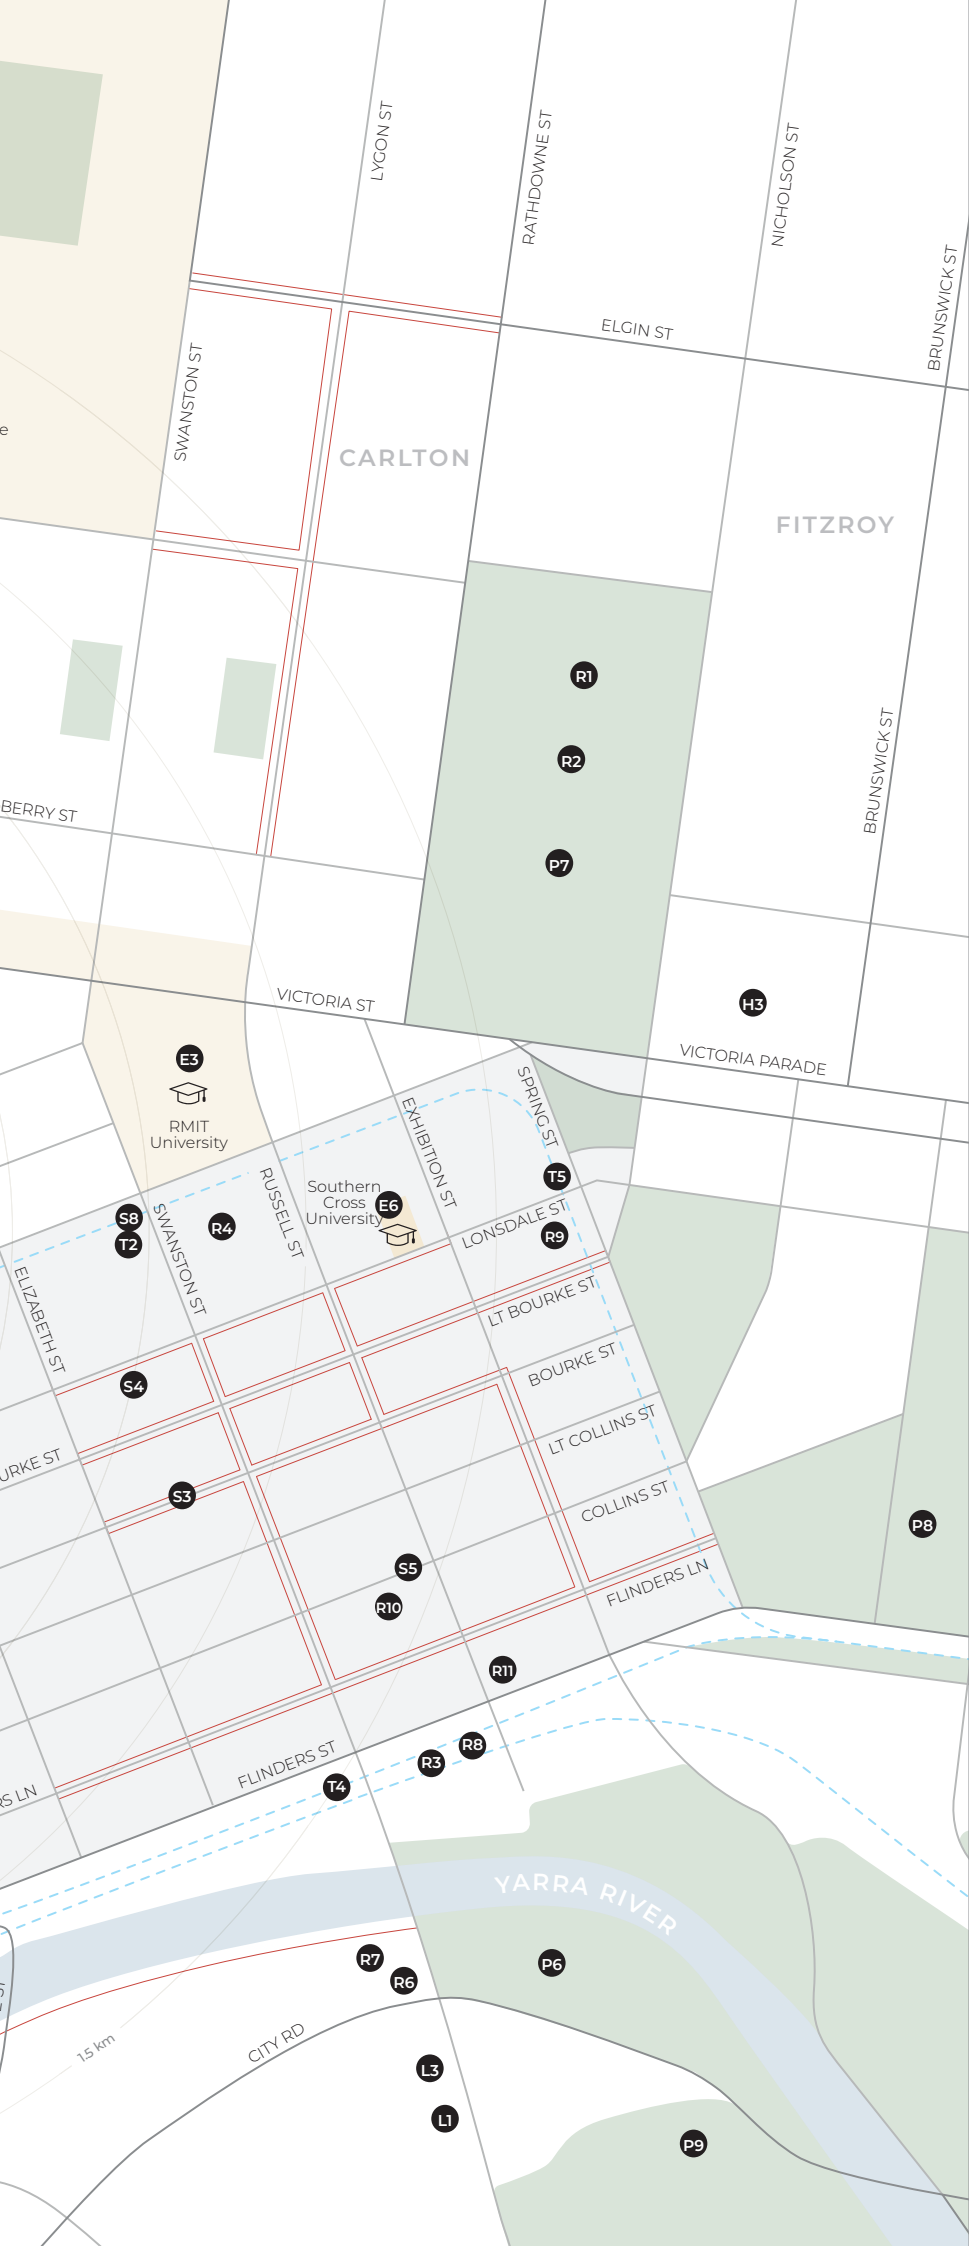 LYGON ST
RATHDOWNE ST
NICHOLSON ST
BRUNSWICK ST
ELGIN ST
SWANSTON ST
e
CARLTON
FITZROY
R1
BRUNSWICK ST
R2
BERRY ST
P7
VICTORIA ST
H3
E3
VICTORIA PARADE
RMIT
University
SPRING ST
EXHIBITION ST
T5
Southern
Cross
University
E6
RUSSELL ST
S8
R4
SWANSTON ST
LONSDALE ST
R9
T2
ELIZABETH ST
LT BOURKE ST
S4
BOURKE ST
LT COLLINS ST
URKE ST
S3
COLLINS ST
P8
S5
FLINDERS LN
R10
R11
R8
FLINDERS ST
R3
T4
RS LN
YARRA RIVER
R7
P6
R6
CITY RD
1.5 km
L3
L1
P9